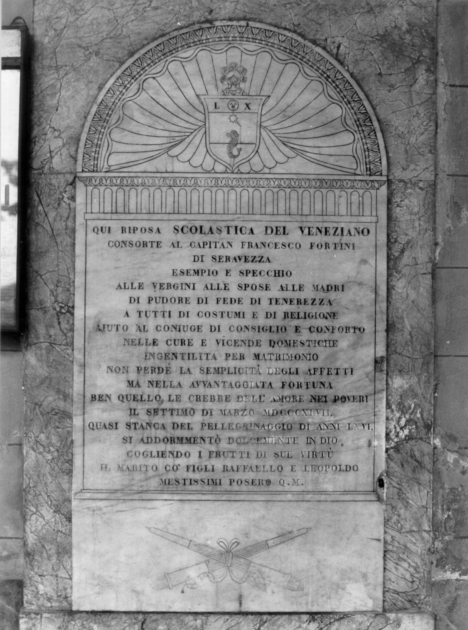 L X
QUI RIPOSA SCOLASTICA DEL VENEZIANO
CONSORTE AL CAPITAN FRANCESCO FORTINI
DI SERAVEZZA
ESEMPIO E SPECCHIO
ALLE VERGINI ALLE SPOSE ALLE MADRI
DI PUDORE DI FEDE DI TENEREZZA
A TUTTI DI COSTUMI E DI RELIGIONE
AJUTO AL CONIUGE DI CONSIGLIO E CONFORTO
NELLE CURE E VICENDE DOMESTICHE
INGENTILITA PER MATRIMONIO
NON PERDÈ LA SEMPLICITÀ DEGLI AFFETTI
MA NELLA AVVANTAGGIATA FORTUNA
BEN QUELLO LE CREBBE DELL'AMORE NEI POVERI
IL SETTIMO DI MARZO MDCCCXLVII
QUASI STANCA DEL PELLEGRINAGGIO DI ANNI LXVI
SI ADDORMMENTÒ DOLCEMENTE IN DIO,
COGLIENDO I FRUTTI DI SUE VIRTÙ
IL MARITO CO' FIGLI RAFFAELLO E LEOPOLDO
MESTISSIMI POSERO Q.M.